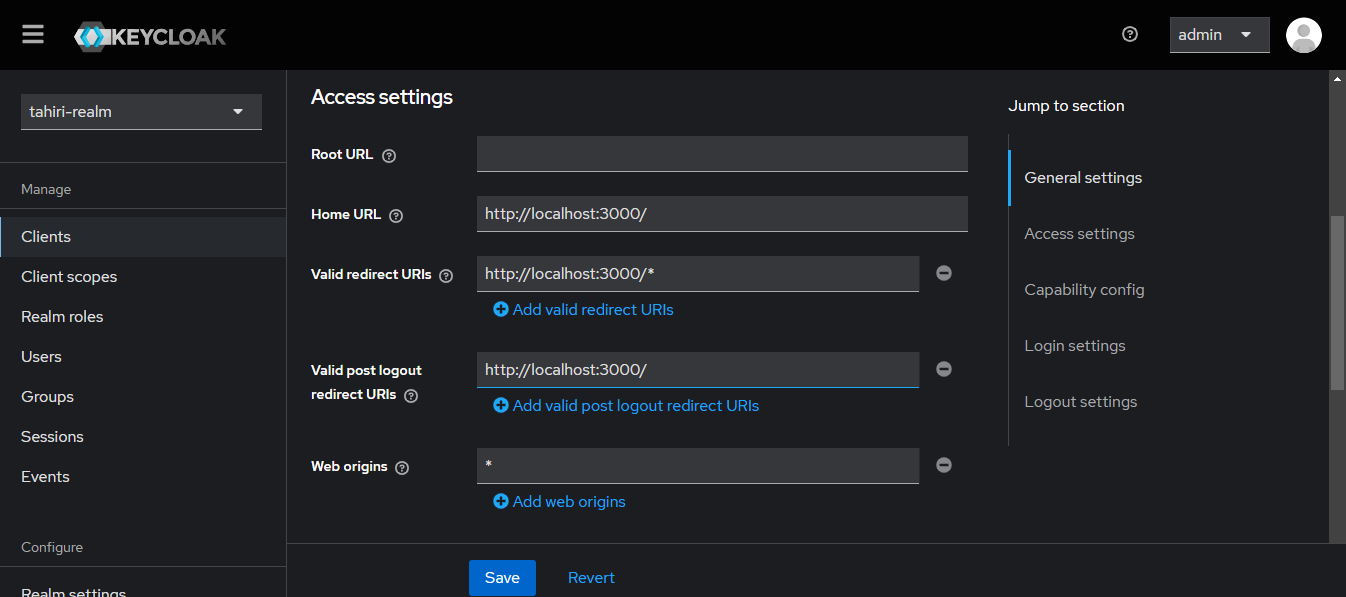 KEYCLOAK
admin
tahiri-realm
Manage
Clients
Client scopes
Realm roles
Users
Groups
Sessions
Events
Configure
Realm settings
Access settings
Root URL
Home URL
http://localhost:3000/
Valid redirect URIs
http://localhost:3000/*
Add valid redirect URIs
Valid post logout
redirect URIs
http://localhost:3000/
Add valid post logout redirect URIs
Web origins
*
Add web origins
Save
Revert
Jump to section
General settings
Access settings
Capability config
Login settings
Logout settings